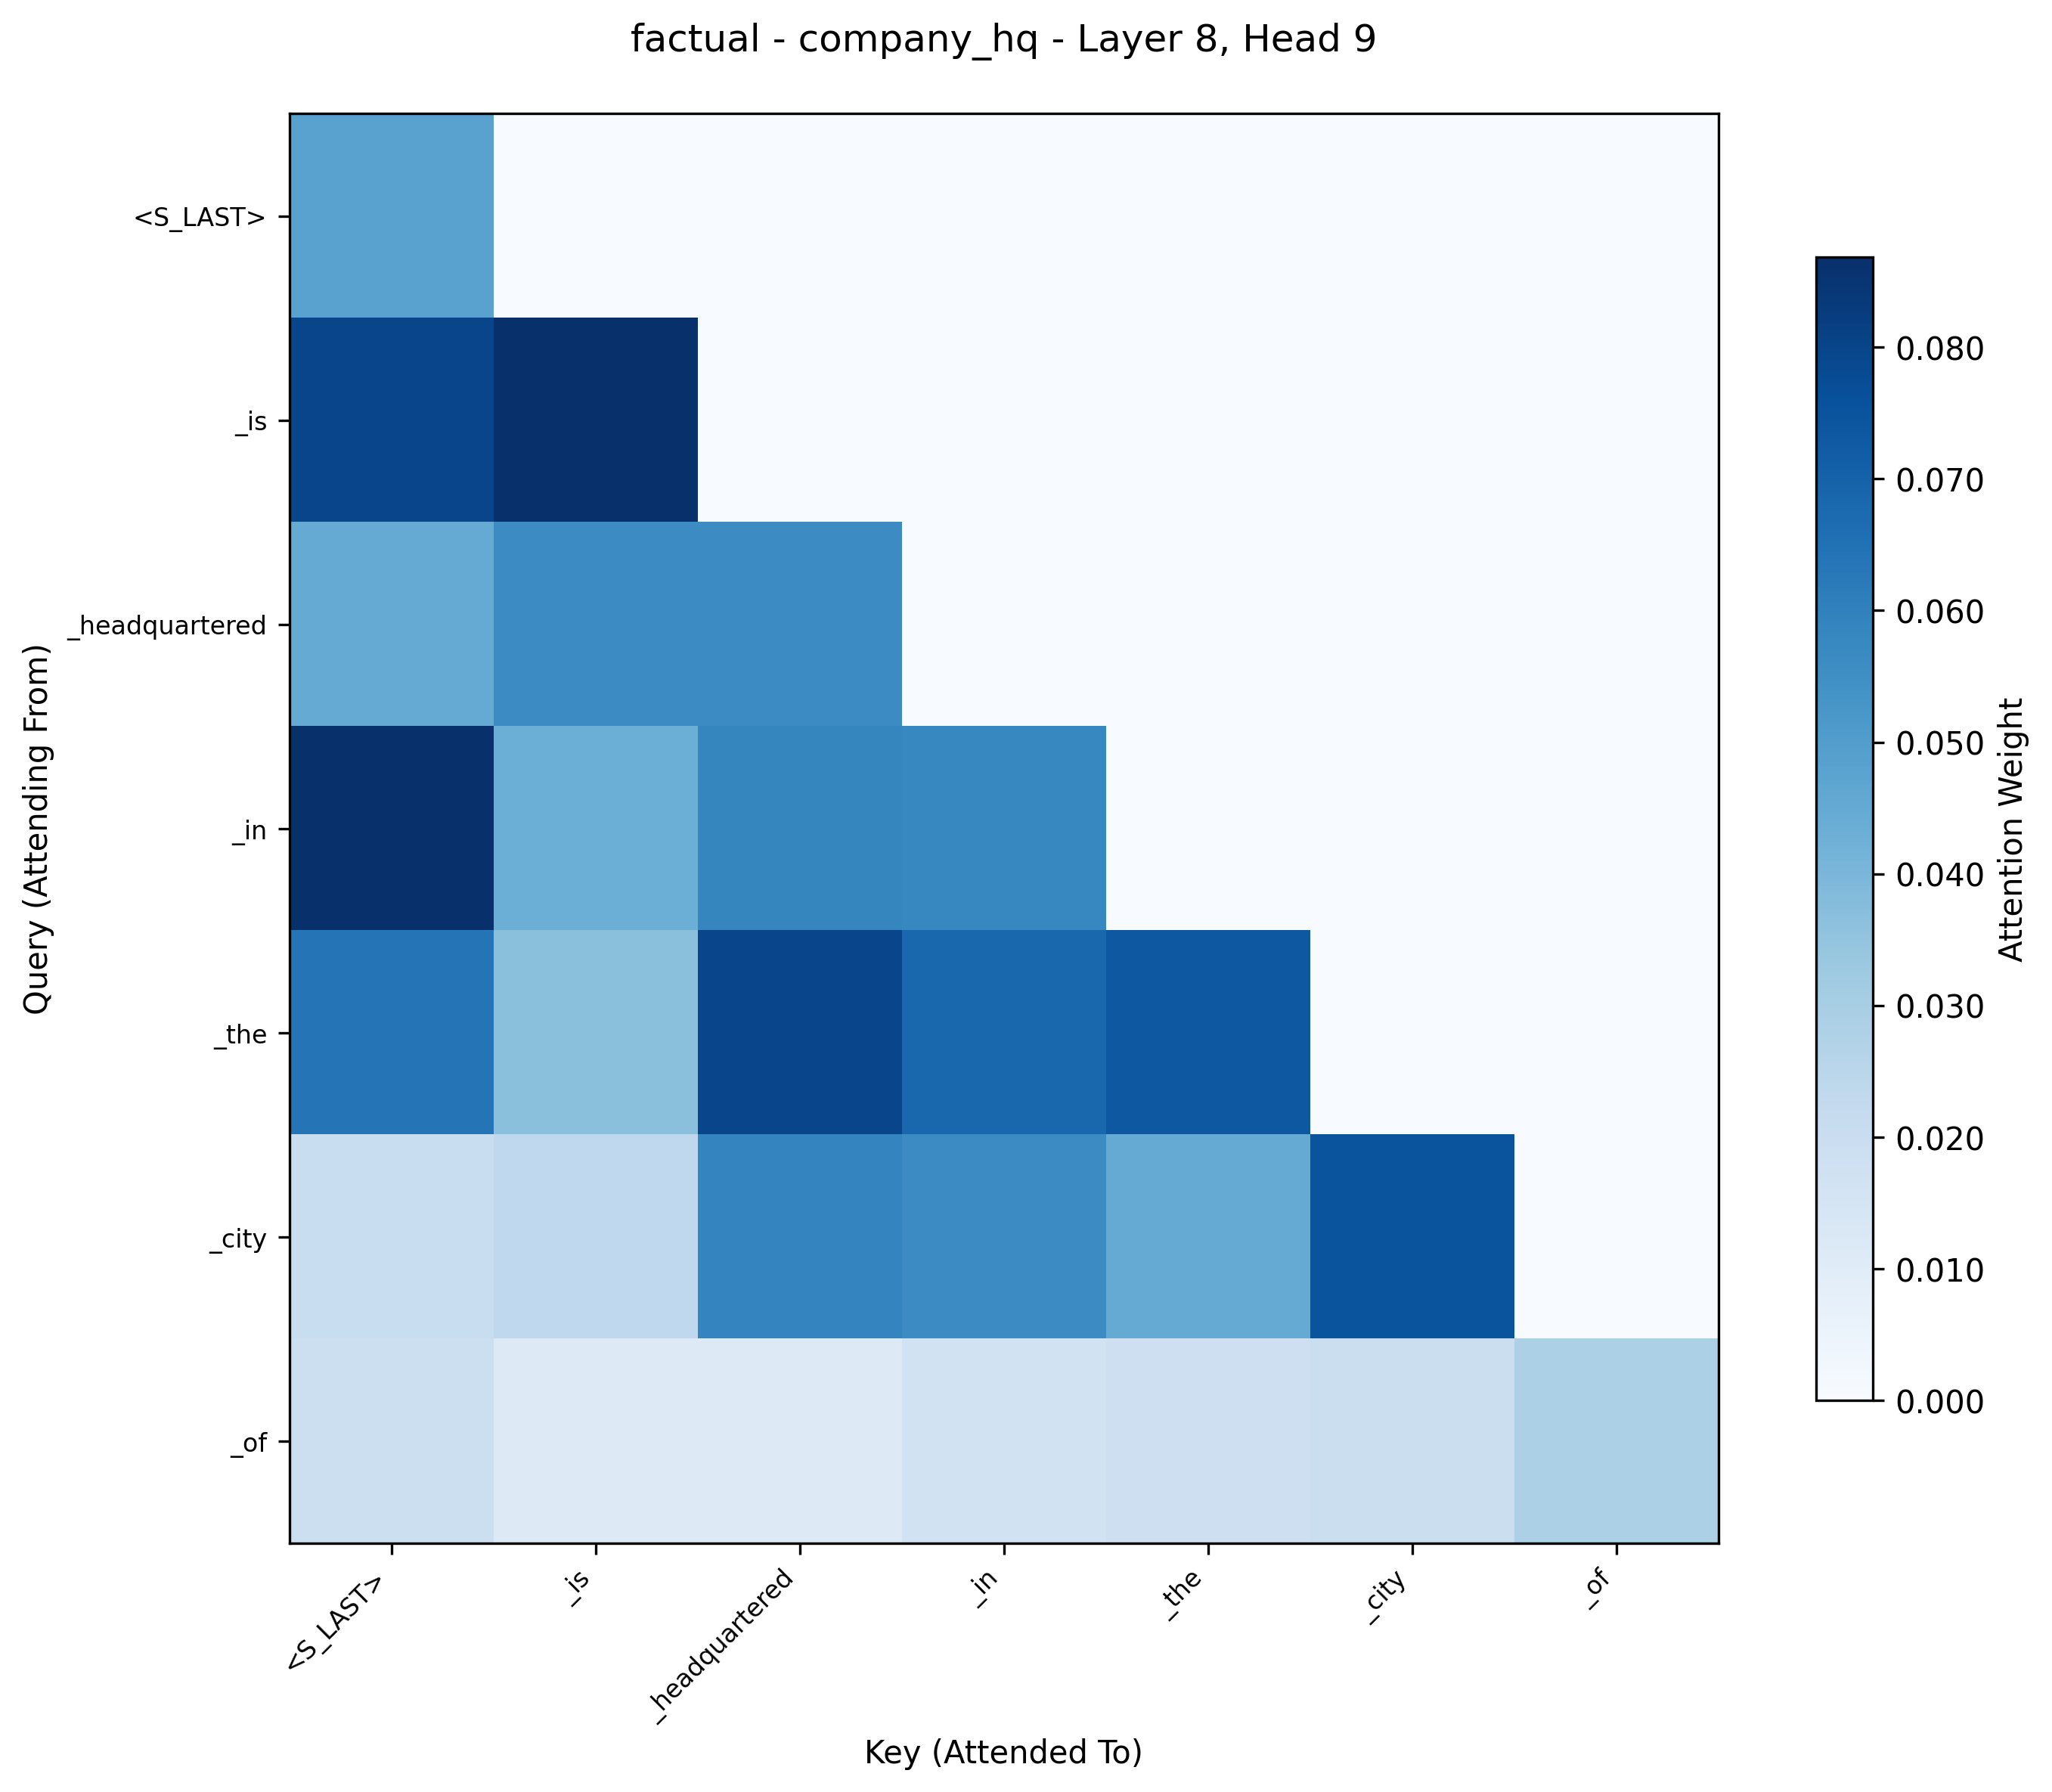 factual - company_hq - Layer 8, Head 9
Query (Attending From)
<S_LAST>
_is
_headquartered
_in
_the
_city
_of
<S_LAST>
_is
_headquartered
_in
_the
_city
_of
Key (Attended To)
0.080
0.070
0.060
0.050
0.040
0.030
0.020
0.010
0.000
Attention Weight